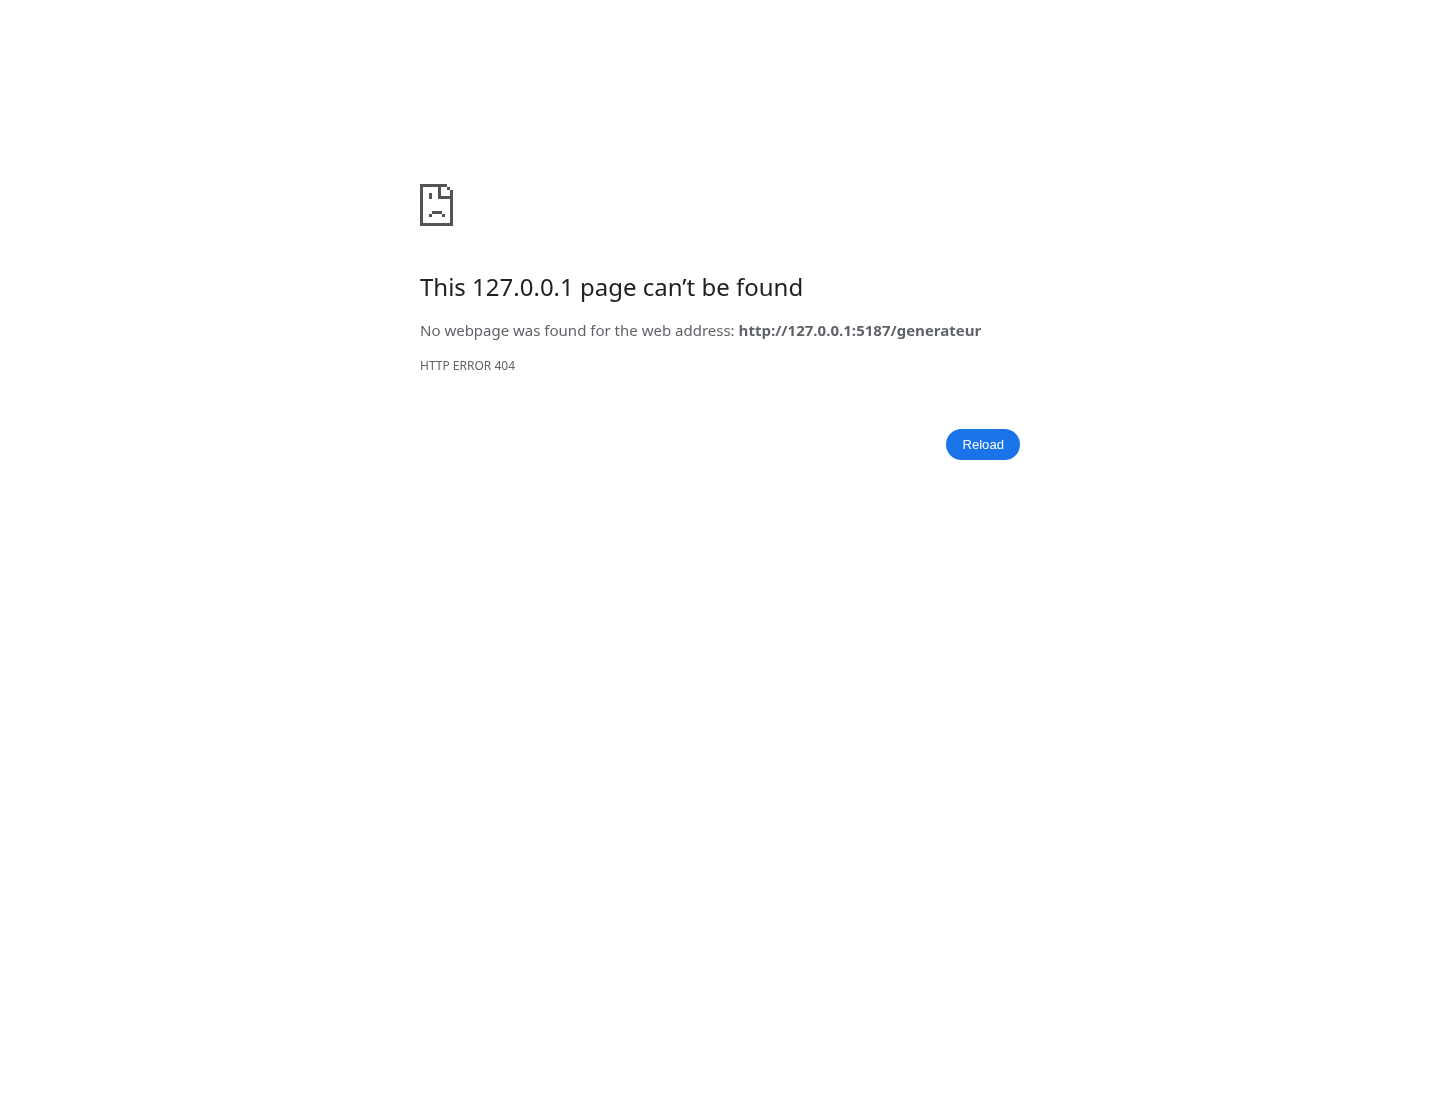 This 127.0.0.1 page can’t be found
No webpage was found for the web address: http://127.0.0.1:5187/generateur
HTTP ERROR 404
Reload